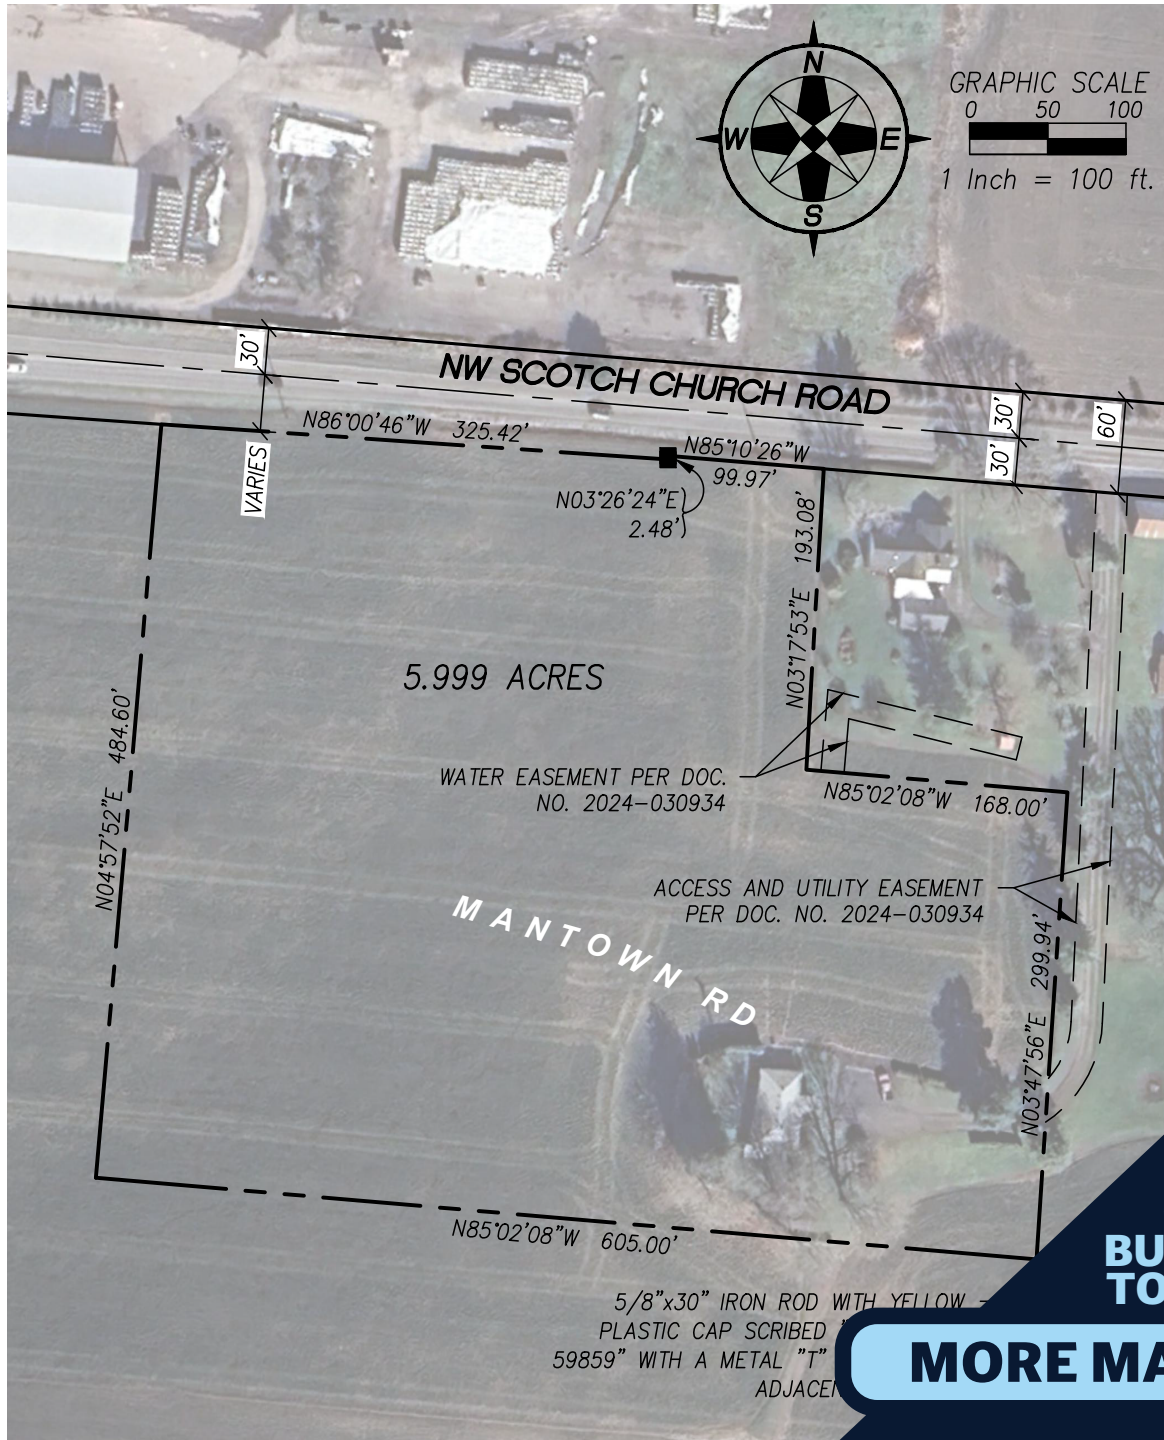 N
W
E
S
GRAPHIC SCALE
0 50 100
1 Inch = 100 ft.
30'
NW SCOTCH CHURCH ROAD
30'
30'
60'
VARIES
N86°00'46"W 325.42'
N85°10'26"W
99.97'
N03°26'24"E
2.48'
N03°17'53"E 193.08'
5.999 ACRES
N04°57'52"E 484.60'
WATER EASEMENT PER DOC.
NO. 2024-030934
N85°02'08"W 168.00'
ACCESS AND UTILITY EASEMENT
PER DOC. NO. 2024-030934
MANTOWN RD
N03°47'56"E 299.94'
N85°02'08"W 605.00'
5/8"x30" IRON ROD WITH YELLOW
PLASTIC CAP SCRIBED "
59859" WITH A METAL "T"
BU
TO
MORE MA